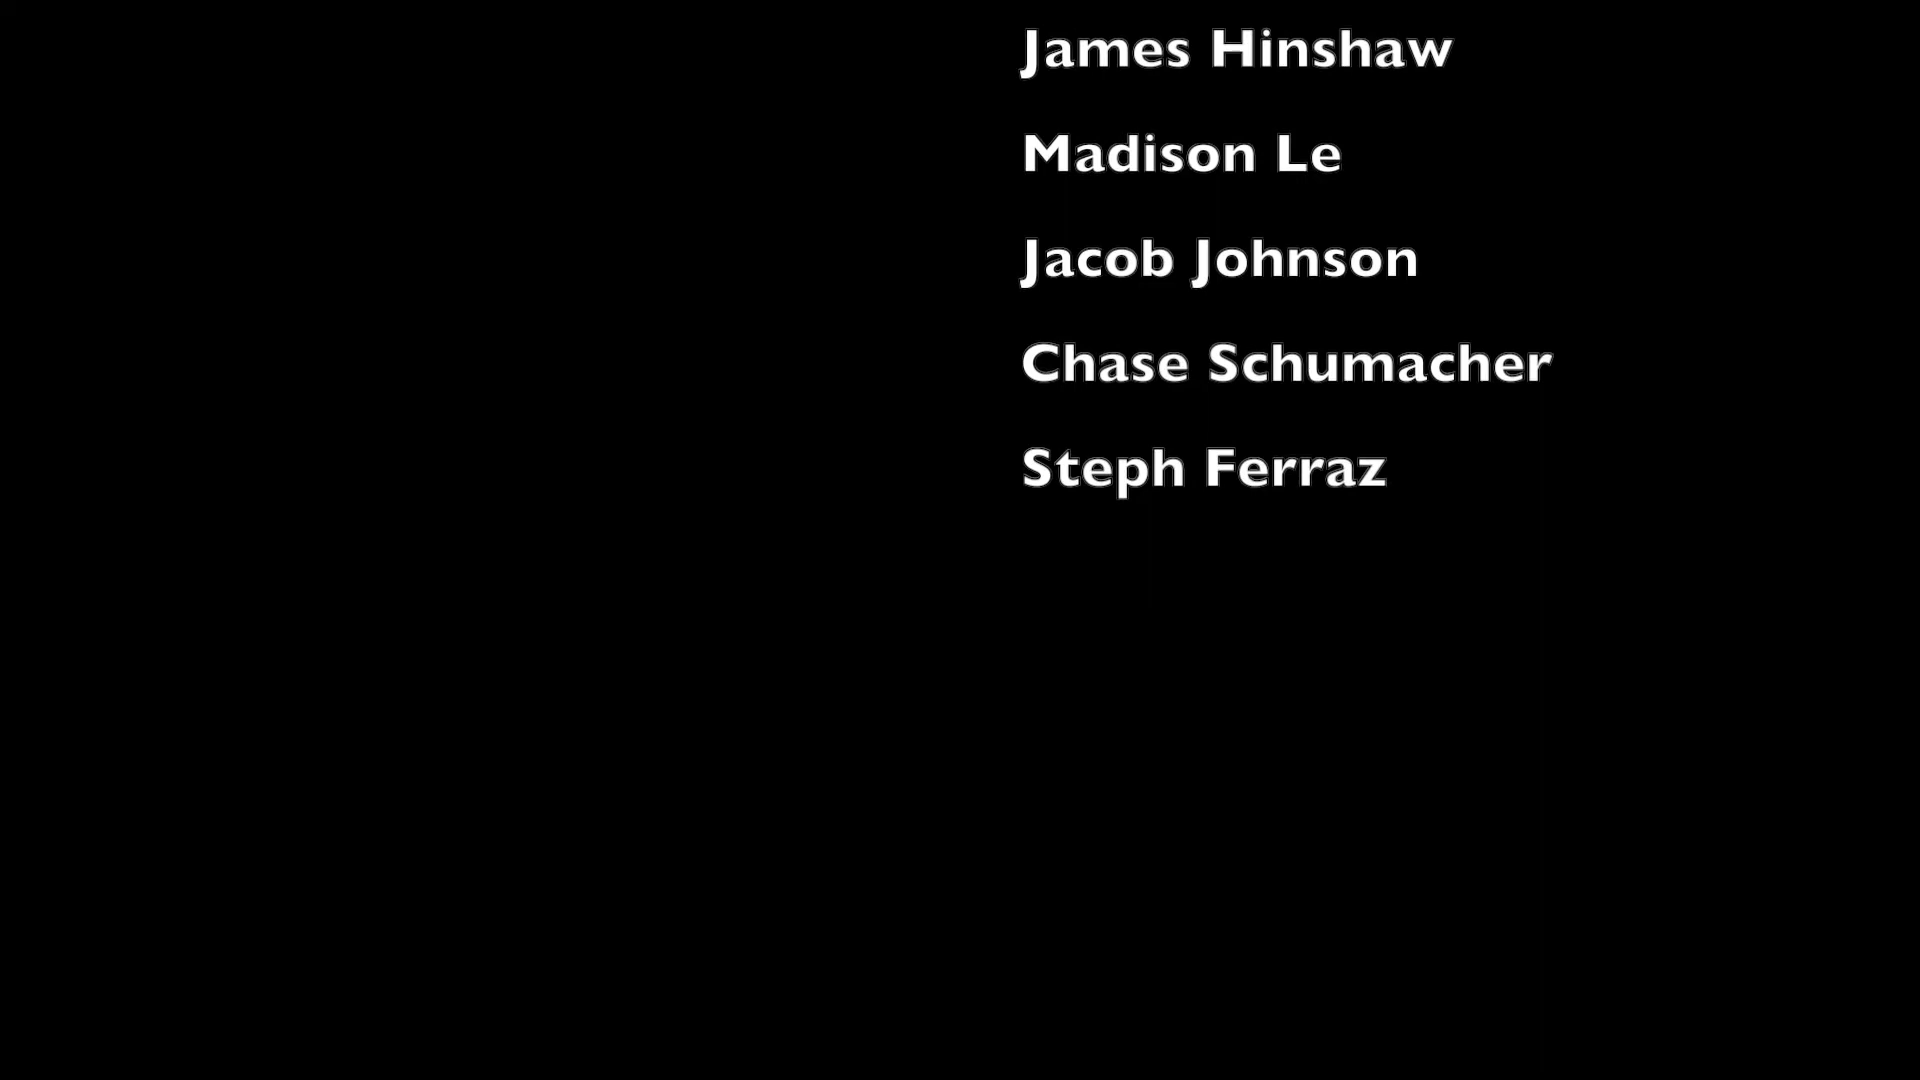 James Hinshaw
Madison Le
Jacob Johnson
Chase Schumacher
Steph Ferraz